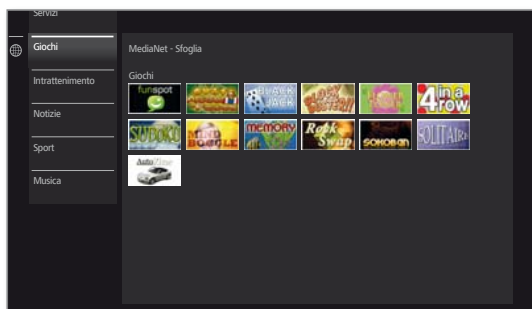 Servizi
Giochi
MediaNet - Sfoglia
Giochi
Intrattenimento
Notizie
Sport
Musica
funspot
BLACK
JACK
4 in a
row
SUDOKU
MIND
BOGGLE
MEMORY
Rock
Swap
SOKOBAN
SOLITAIRE
AutoZine